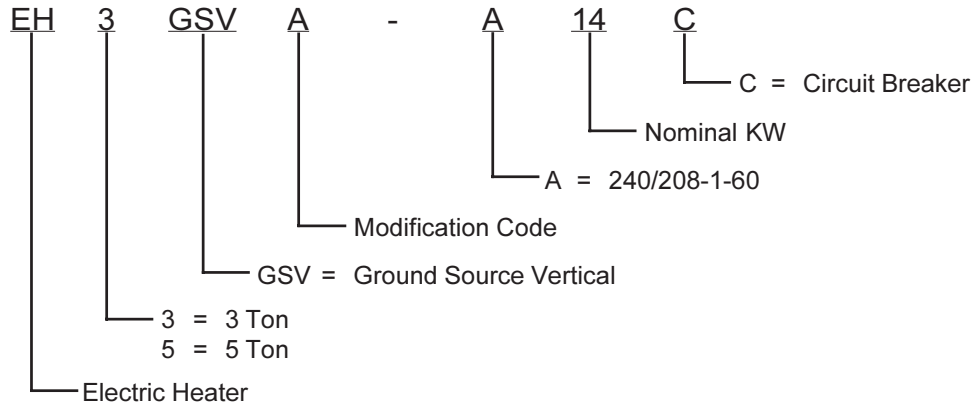 EH 3 GSV A - A 14 C
C = Circuit Breaker
Nominal KW
A = 240/208-1-60
Modification Code
GSV = Ground Source Vertical
3 = 3 Ton
5 = 5 Ton
Electric Heater